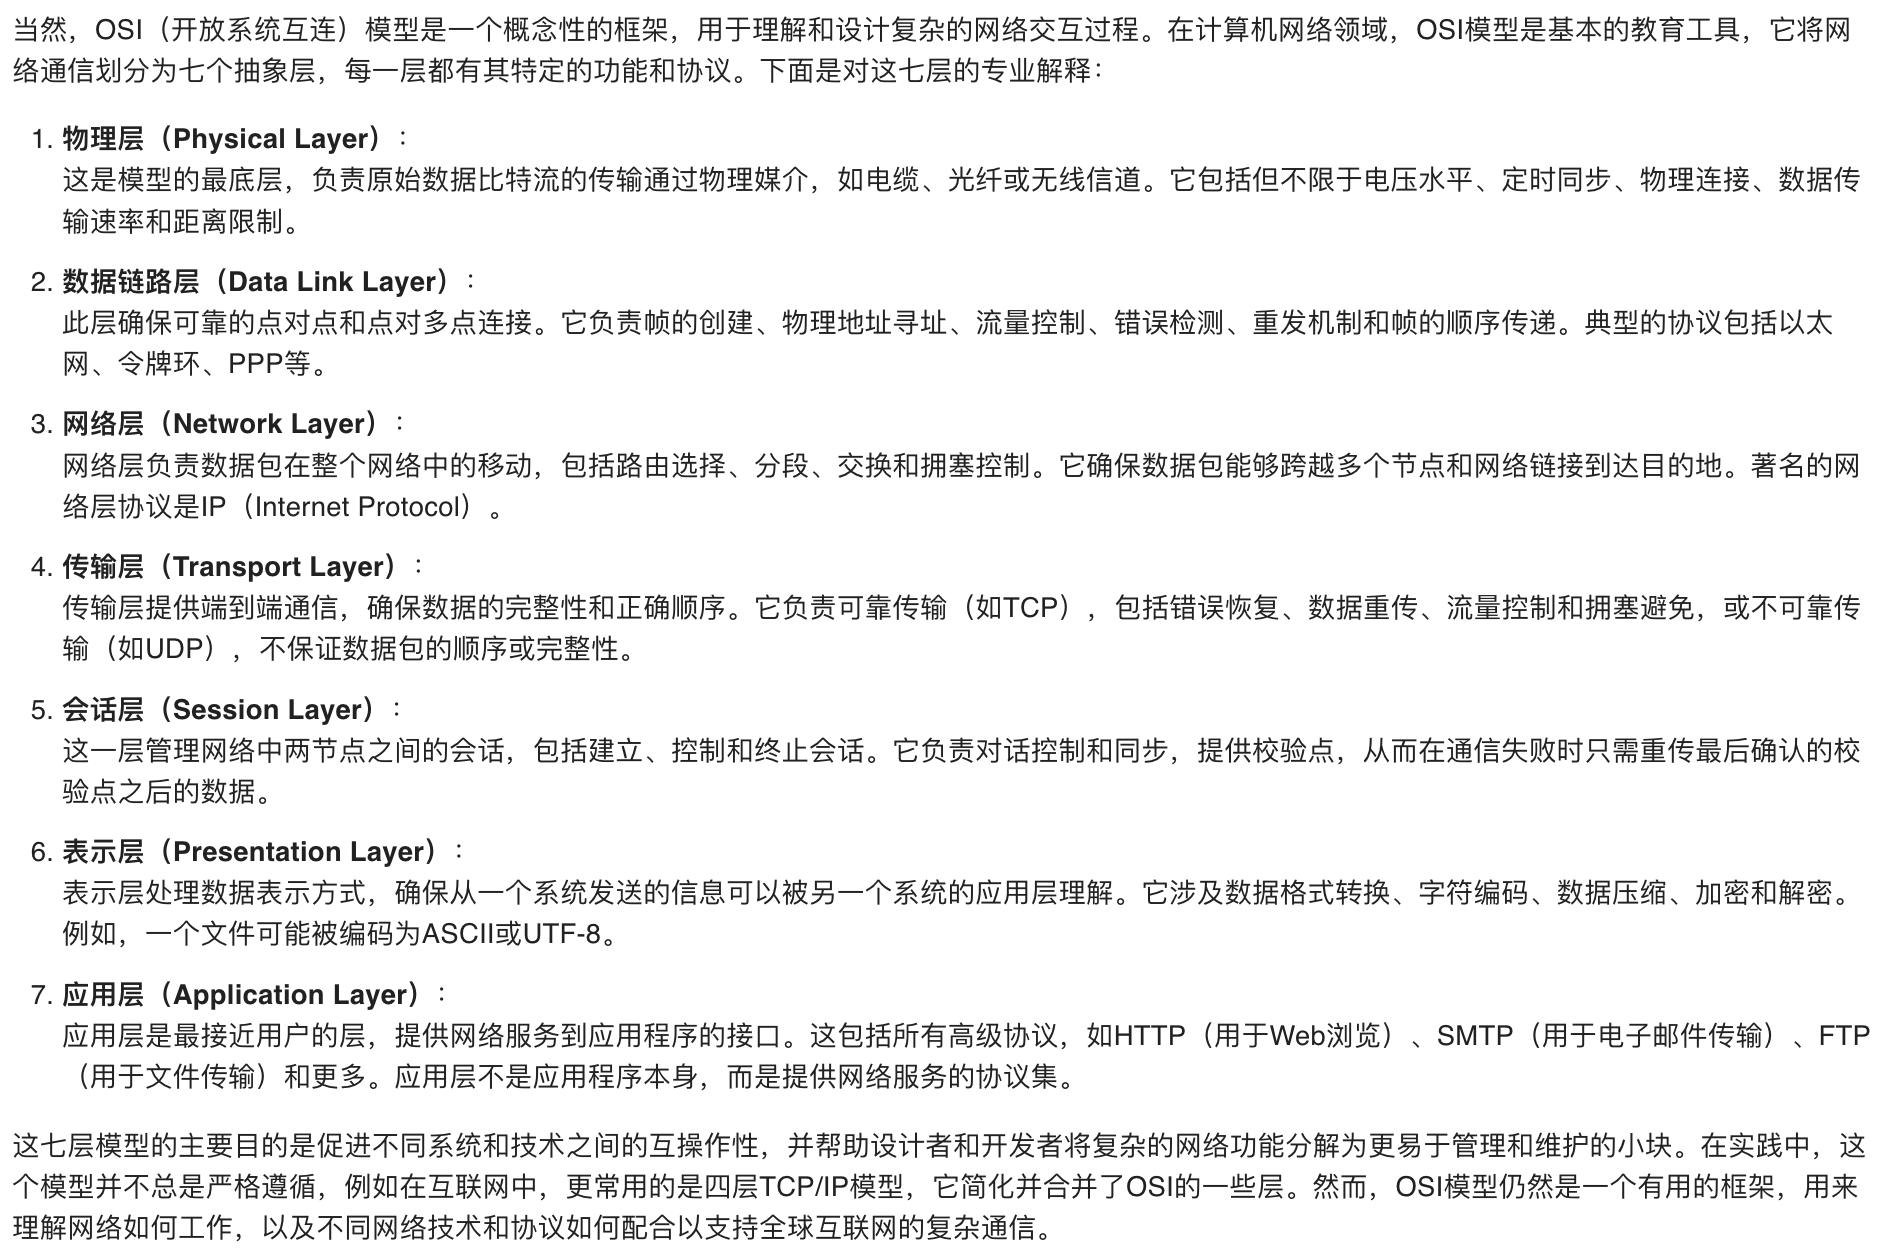 当然，OSI（开放系统互连）模型是一个概念性的框架，用于理解和设计复杂的网络交互过程。在计算机网络领域，OSI模型是基本的教育工具，它将网
络通信划分为七个抽象层，每一层都有其特定的功能和协议。下面是对这七层的专业解释：
1. 物理层（Physical Layer）：
这是模型的最底层，负责原始数据比特流的传输通过物理媒介，如电缆、光纤或无线信道。它包括但不限于电压水平、定时同步、物理连接、数据传
输速率和距离限制。
2. 数据链路层（Data Link Layer）：
此层确保可靠的点对点和点对多点连接。它负责帧的创建、物理地址寻址、流量控制、错误检测、重发机制和帧的顺序传递。典型的协议包括以太
网、令牌环、PPP等。
3. 网络层（Network Layer）：
网络层负责数据包在整个网络中的移动，包括路由选择、分段、交换和拥塞控制。它确保数据包能够跨越多个节点和网络链接到达目的地。著名的网
络层协议是IP（Internet Protocol）。
4. 传输层（Transport Layer）：
传输层提供端到端通信，确保数据的完整性和正确顺序。它负责可靠传输（如TCP），包括错误恢复、数据重传、流量控制和拥塞避免，或不可靠传
输（如UDP），不保证数据包的顺序或完整性。
5. 会话层（Session Layer）：
这一层管理网络中两节点之间的会话，包括建立、控制和终止会话。它负责对话控制和同步，提供校验点，从而在通信失败时只需重传最后确认的校
验点之后的数据。
6. 表示层（Presentation Layer）：
表示层处理数据表示方式，确保从一个系统发送的信息可以被另一个系统的应用层理解。它涉及数据格式转换、字符编码、数据压缩、加密和解密。
例如，一个文件可能被编码为ASCII或UTF-8。
7. 应用层（Application Layer）：
应用层是最接近用户的层，提供网络服务到应用程序的接口。这包括所有高级协议，如HTTP（用于Web浏览）、SMTP（用于电子邮件传输）、FTP
（用于文件传输）和更多。应用层不是应用程序本身，而是提供网络服务的协议集。
这七层模型的主要目的是促进不同系统和技术之间的互操作性，并帮助设计者和开发者将复杂的网络功能分解为更易于管理和维护的小块。在实践中，这
个模型并不总是严格遵循，例如在互联网中，更常用的是四层TCP/IP模型，它简化并合并了OSI的一些层。然而，OSI模型仍然是一个有用的框架，用来
理解网络如何工作，以及不同网络技术和协议如何配合以支持全球互联网的复杂通信。